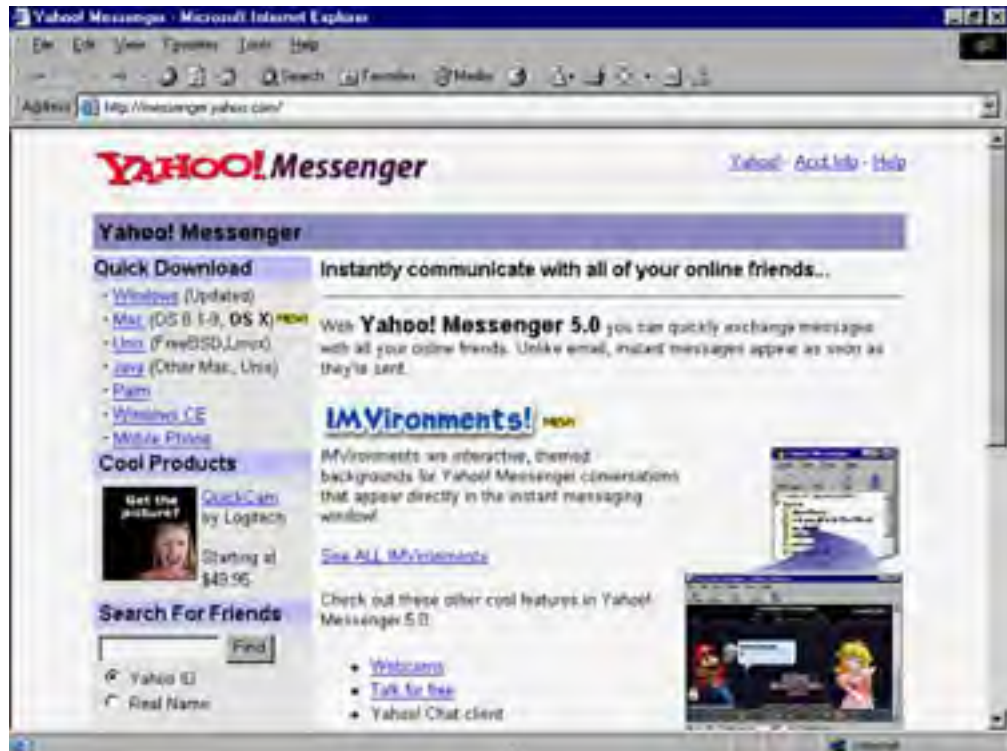 Yahoo! Messenger - Microsoft Internet Explorer
File Edit View Favorites Tools Help
Search Favorites Media
Address http://messenger.yahoo.com/
YAHOO! Messenger
Yahoo! - Acct Info - Help
Yahoo! Messenger
Quick Download
· Windows (Updated)
· Mac (OS 8.1-9, OS X) NEW!
· Unix (FreeBSD,Linux)
· Java (Other Mac, Unix)
· Palm
· Windows CE
· Mobile Phone
Cool Products
Get the
picture?
QuickCam
by Logitech
Starting at
$49.95
Search For Friends
Find
Yahoo ID
Real Name
Instantly communicate with all of your online friends...
With Yahoo! Messenger 5.0 you can quickly exchange messages
with all your online friends. Unlike email, instant messages appear as soon as
they're sent.
IMVironments! NEW!
IMVironments are interactive, themed
backgrounds for Yahoo! Messenger conversations
that appear directly in the instant messaging
window!
See ALL IMVironments
Check out these other cool features in Yahoo!
Messenger 5.0:
• Webcams
• Talk for free
• Yahoo! Chat client